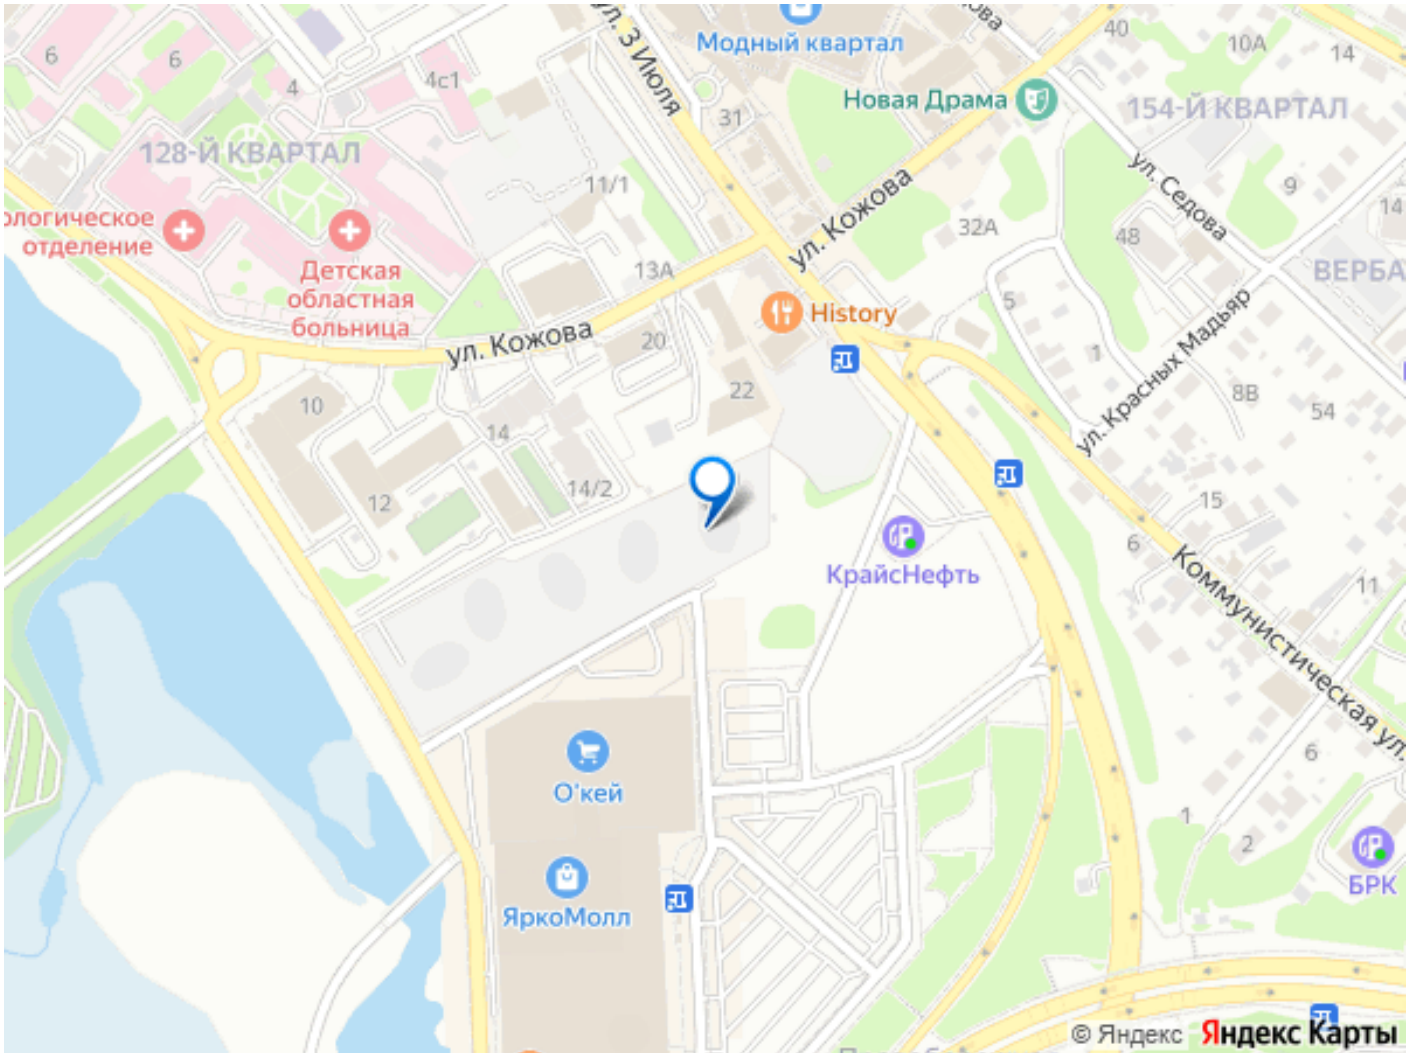 ул. 3 Июля
Модный квартал
40
10А
14
6
6
4
4с1
Новая Драма
154-Й КВАРТАЛ
31
128-Й КВАРТАЛ
ул. Седова
11/1
ул. Кожова
9
14
отделение
32А
48
Детская
областная
больница
13А
ВЕРБА
History
5
ул. Кожова
20
1
ул. Красных Мадьяр
22
8В
54
10
14
14/2
12
15
КрайсНефть
6
Коммунистическая ул.
11
6
О'кей
1
2
ЯркоМолл
БРК
© Яндекс
Яндекс Карты